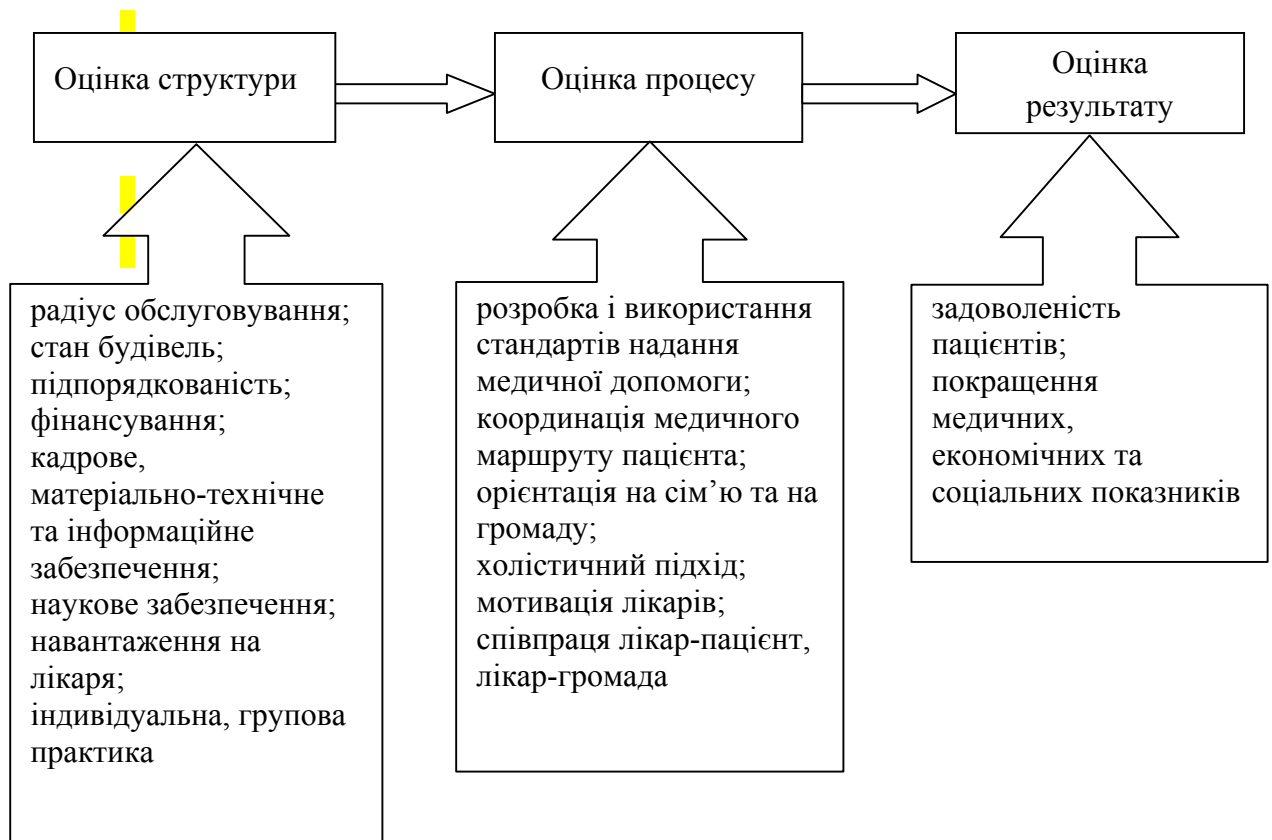 Оцінка структури
Оцінка процесу
Оцінка
результату
радіус обслуговування;
стан будівель;
підпорядкованість;
фінансування;
кадрове,
матеріально-технічне
та інформаційне
забезпечення;
наукове забезпечення;
навантаження на
лікаря;
індивідуальна, групова
практика
розробка і використання
стандартів надання
медичної допомоги;
координація медичного
маршруту пацієнта;
орієнтація на сім’ю та на
громаду;
холістичний підхід;
мотивація лікарів;
співпраця лікар-пацієнт,
лікар-громада
задоволеність
пацієнтів;
покращення
медичних,
економічних та
соціальних показників